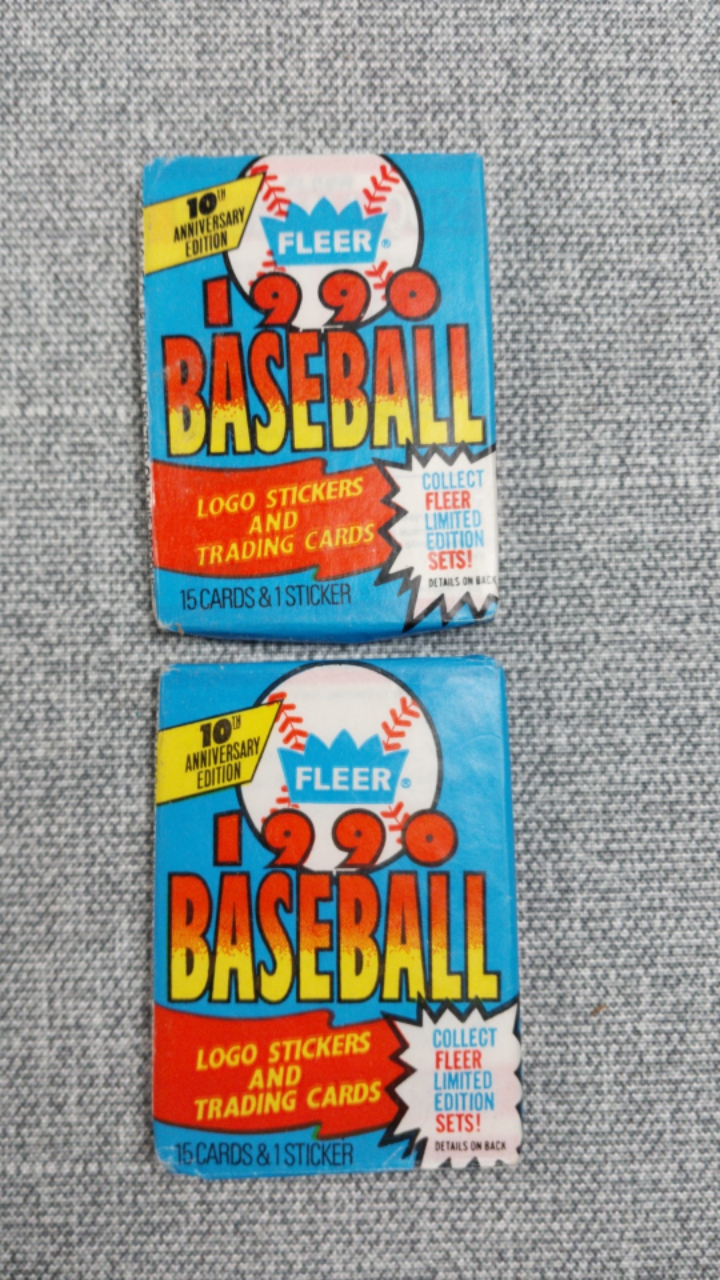 10TH
ANNIVERSARY
EDITION
FLEER®
1990
BASEBALL
LOGO STICKERS
AND
TRADING CARDS
COLLECT
FLEER
LIMITED
EDITION
SETS!
DETAILS ON BACK
15 CARDS & 1 STICKER
10TH
ANNIVERSARY
EDITION
FLEER®
1990
BASEBALL
LOGO STICKERS
AND
TRADING CARDS
COLLECT
FLEER
LIMITED
EDITION
SETS!
DETAILS ON BACK
15 CARDS & 1 STICKER